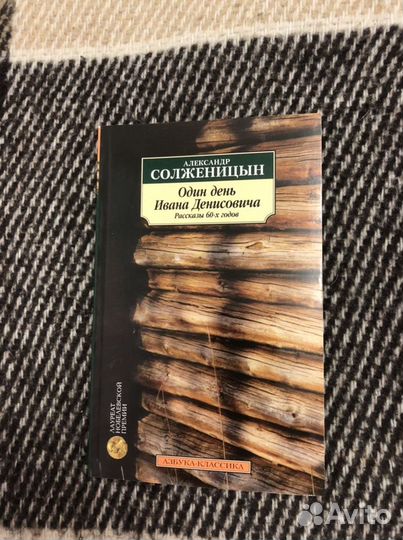 АЛЕКСАНДР
СОЛЖЕНИЦЫН
Один день
Ивана Денисовича
Рассказы 60-х годов
ЛАУРЕАТ
НОБЕЛЕВСКОЙ
ПРЕМИИ
АЗБУКА-КЛАССИКА
Avito